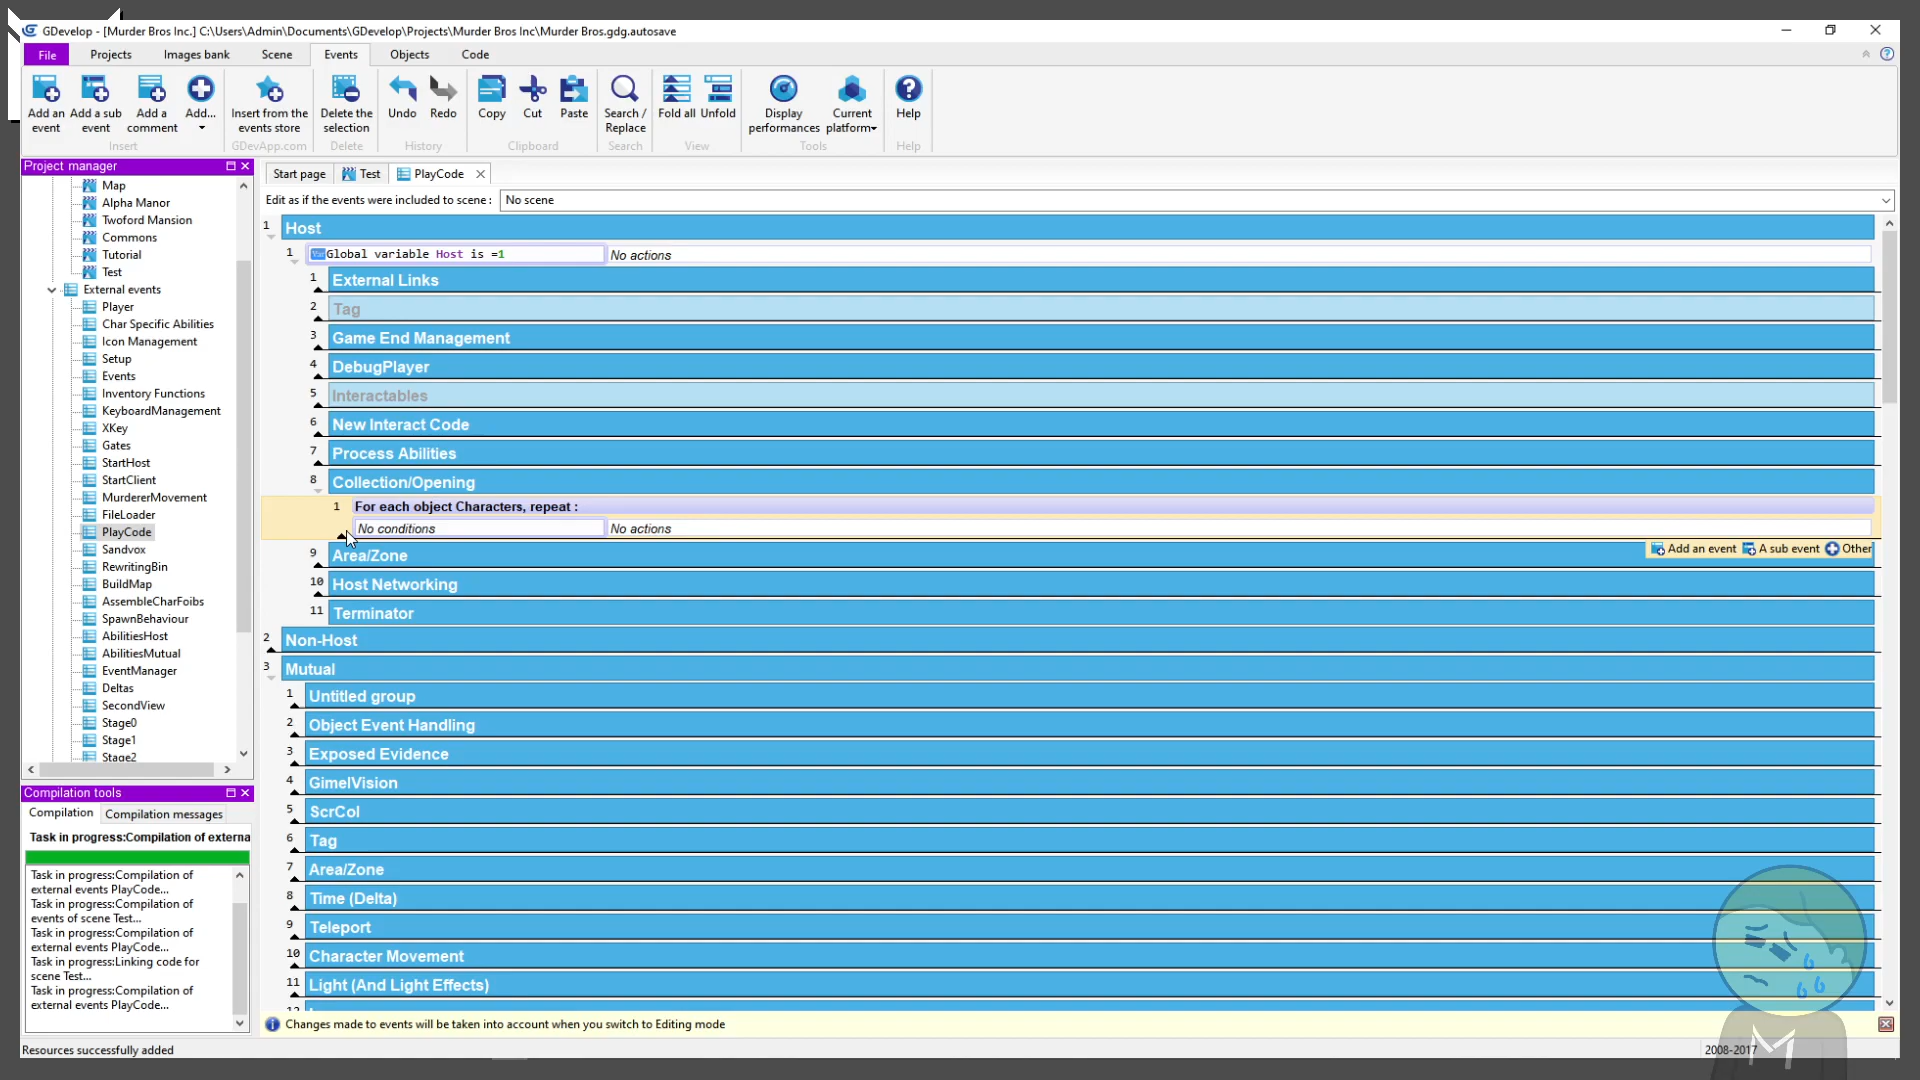 GDevelop - [Murder Bros Inc.] C:\Users\Admin\Documents\GDevelop\Projects\Murder Bros Inc\Murder Bros.gdg.autosave
File Projects Images bank Scene Events Objects Code
Add an event
Add a sub event
Add a comment
Add...
Insert
Insert from the events store
GDevApp.com
Delete the selection
Delete
Undo
Redo
History
Copy
Cut
Paste
Clipboard
Search / Replace
Search
Fold all
Unfold
View
Display performances
Current platform
Tools
Help
Help
Project manager
Map
Alpha Manor
Twoford Mansion
Commons
Tutorial
Test
External events
Player
Char Specific Abilities
Icon Management
Setup
Events
Inventory Functions
KeyboardManagement
XKey
Gates
StartHost
StartClient
MurdererMovement
FileLoader
PlayCode
Sandvox
RewritingBin
BuildMap
AssembleCharFoibs
SpawnBehaviour
AbilitiesHost
AbilitiesMutual
EventManager
Deltas
SecondView
Stage0
Stage1
Stage2
Compilation tools
Compilation Compilation messages
Task in progress:Compilation of externa
Task in progress:Compilation of
external events PlayCode...
Task in progress:Compilation of
events of scene Test...
Task in progress:Compilation of
external events PlayCode...
Task in progress:Linking code for
scene Test...
Task in progress:Compilation of
external events PlayCode...
Start page Test PlayCode
Edit as if the events were included to scene : No scene
1 Host
1 Global variable Host is =1 No actions
1 External Links
2 Tag
3 Game End Management
4 DebugPlayer
5 Interactables
6 New Interact Code
7 Process Abilities
8 Collection/Opening
1 For each object Characters, repeat :
No conditions No actions
Add an event A sub event Other
9 Area/Zone
10 Host Networking
11 Terminator
2 Non-Host
3 Mutual
1 Untitled group
2 Object Event Handling
3 Exposed Evidence
4 GimelVision
5 ScrCol
6 Tag
7 Area/Zone
8 Time (Delta)
9 Teleport
10 Character Movement
11 Light (And Light Effects)
Changes made to events will be taken into account when you switch to Editing mode
Resources successfully added
2008-2017